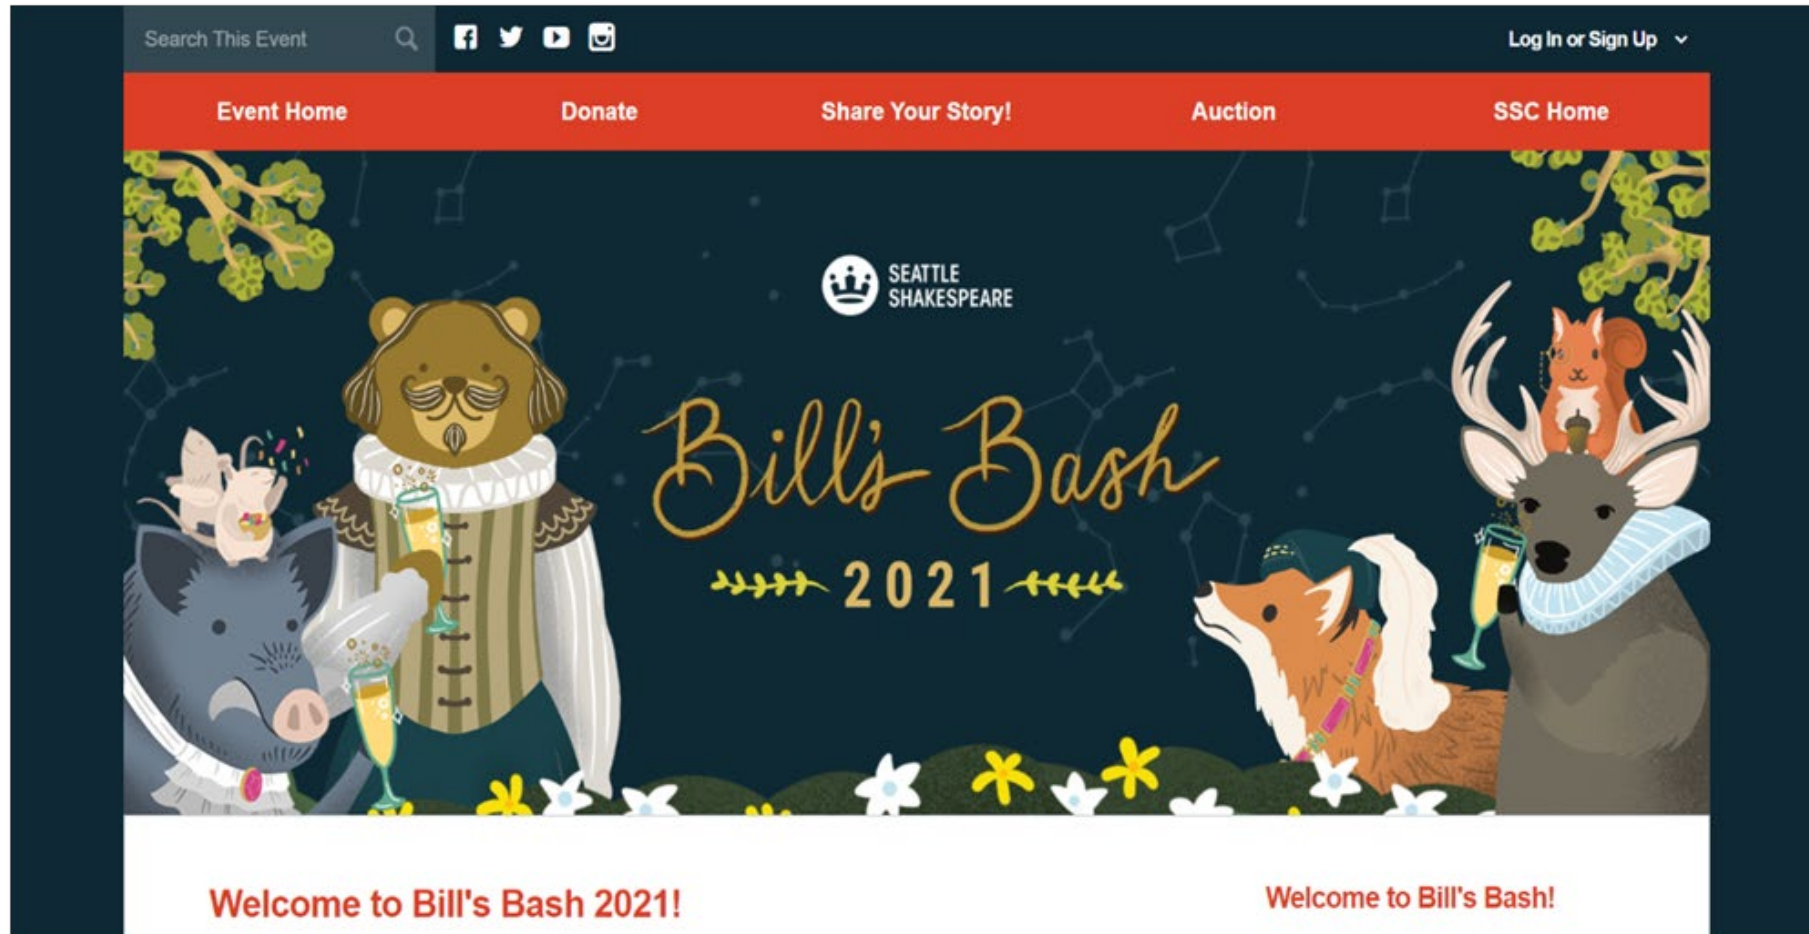 Search This Event
Log In or Sign Up
Event Home
Donate
Share Your Story!
Auction
SSC Home
SEATTLE
SHAKESPEARE
Bill's Bash
2021
Welcome to Bill's Bash 2021!
Welcome to Bill's Bash!